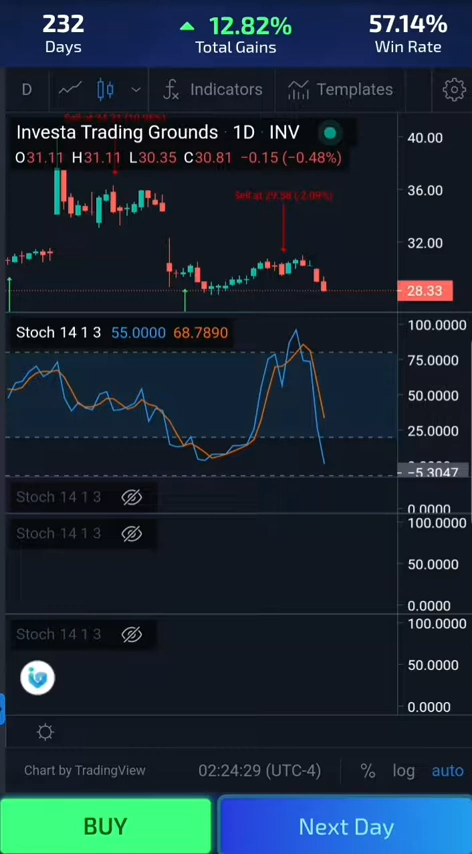 232
Days
12.82%
Total Gains
57.14%
Win Rate
D
Indicators
Templates
Investa Trading Grounds · 1D · INV
O31.11 H31.11 L30.35 C30.81 −0.15 (−0.48%)
40.00
36.00
32.00
28.33
Stoch 14 1 3 55.0000 68.7890
100.0000
75.0000
50.0000
25.0000
−5.3047
Stoch 14 1 3
0.0000
Stoch 14 1 3
100.0000
50.0000
0.0000
Stoch 14 1 3
100.0000
50.0000
0.0000
Chart by TradingView
02:24:29 (UTC-4)
%
log
auto
BUY
Next Day